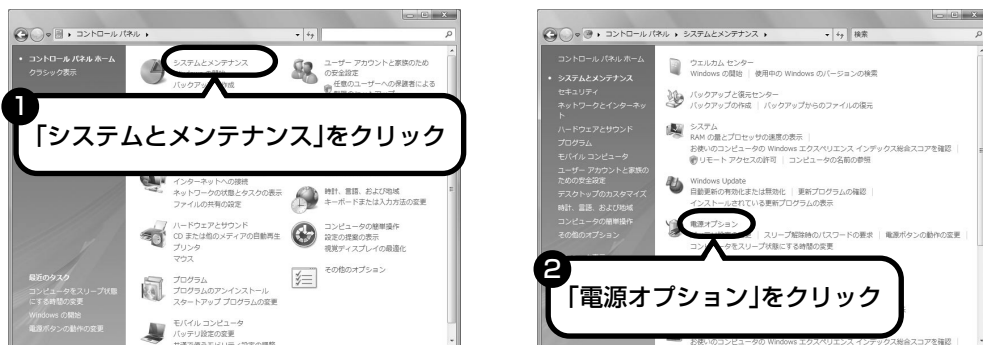 コントロール パネル
コントロール パネル ホーム
クラシック表示
システムとメンテナンス
バックアップの作成
ユーザー アカウントと家族のための安全設定
任意のユーザーへの保護者による
❶
「システムとメンテナンス」をクリック
インターネットへの接続
ネットワークの状態とタスクの表示
ファイルの共有の設定
時計、言語、および地域
キーボードまたは入力方法の変更
ハードウェアとサウンド
CD または他のメディアの自動再生
プリンタ
マウス
コンピュータの簡単操作
設定の提案の表示
視覚ディスプレイの最適化
プログラム
プログラムのアンインストール
スタートアップ プログラムの変更
その他のオプション
モバイル コンピュータ
バッテリ設定の変更
最近のタスク
コンピュータをスリープ状態
にする時間の変更
Windows の開始
電源ボタンの動作の変更
コントロール パネル システムとメンテナンス
検索
コントロール パネル ホーム
システムとメンテナンス
セキュリティ
ネットワークとインターネッ
ト
ハードウェアとサウンド
プログラム
モバイル コンピュータ
ユーザー アカウントと家族の
ための安全設定
デスクトップのカスタマイズ
時計、言語、および地域
コンピュータの簡単操作
その他のオプション
ウェルカム センター
Windows の開始 | 使用中の Windows のバージョンの検索
バックアップと復元センター
バックアップの作成 | バックアップからのファイルの復元
システム
RAM の量とプロセッサの速度の表示
お使いのコンピュータの Windows エクスペリエンス インデックス総合スコアを確認
リモート アクセスの許可 | コンピュータの名前の参照
Windows Update
自動更新の有効化または無効化 | 更新プログラムの確認
インストールされている更新プログラムの表示
電源オプション
スリープ解除時のパスワードの要求 | 電源ボタンの動作の変更
コンピュータをスリープ状態にする時間の変更
❷
「電源オプション」をクリック
お使いのコンピュータの Windows エクスペリエンス インデックス総合スコアを確認